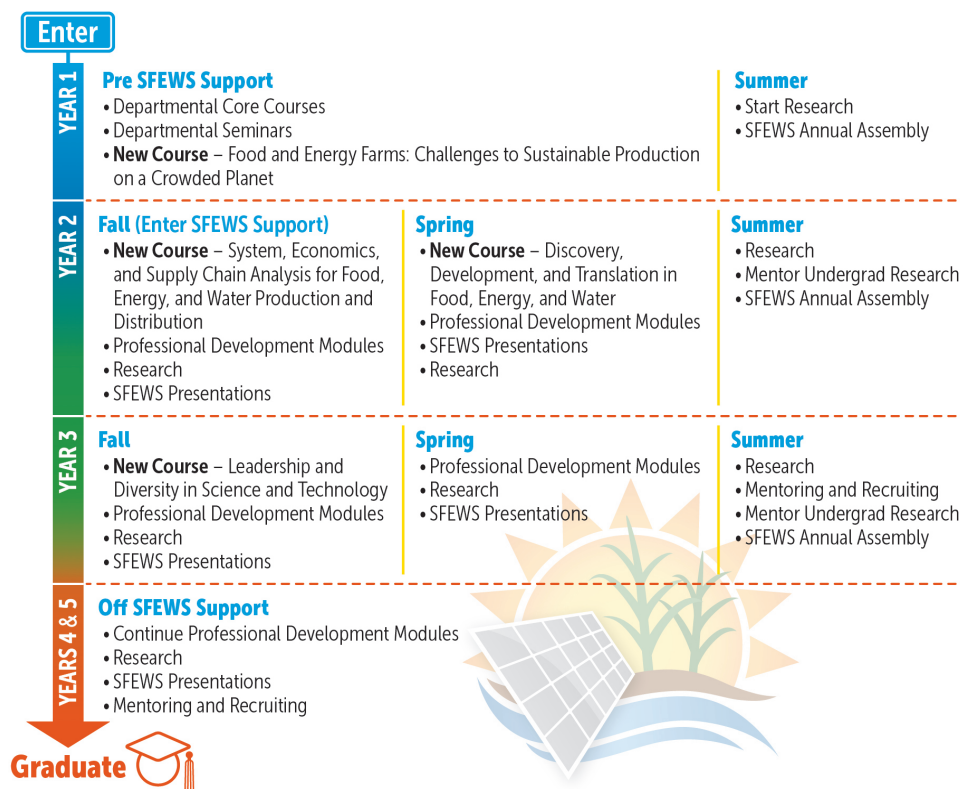 Enter
YEAR 1
Pre SFEWS Support
• Departmental Core Courses
• Departmental Seminars
• New Course – Food and Energy Farms: Challenges to Sustainable Production
on a Crowded Planet
Summer
• Start Research
• SFEWS Annual Assembly
YEAR 2
Fall (Enter SFEWS Support)
• New Course – System, Economics,
and Supply Chain Analysis for Food,
Energy, and Water Production and
Distribution
• Professional Development Modules
• Research
• SFEWS Presentations
Spring
• New Course – Discovery,
Development, and Translation in
Food, Energy, and Water
• Professional Development Modules
• SFEWS Presentations
• Research
Summer
• Research
• Mentor Undergrad Research
• SFEWS Annual Assembly
YEAR 3
Fall
• New Course – Leadership and
Diversity in Science and Technology
• Professional Development Modules
• Research
• SFEWS Presentations
Spring
• Professional Development Modules
• Research
• SFEWS Presentations
Summer
• Research
• Mentoring and Recruiting
• Mentor Undergrad Research
• SFEWS Annual Assembly
YEARS 4 & 5
Off SFEWS Support
• Continue Professional Development Modules
• Research
• SFEWS Presentations
• Mentoring and Recruiting
Graduate